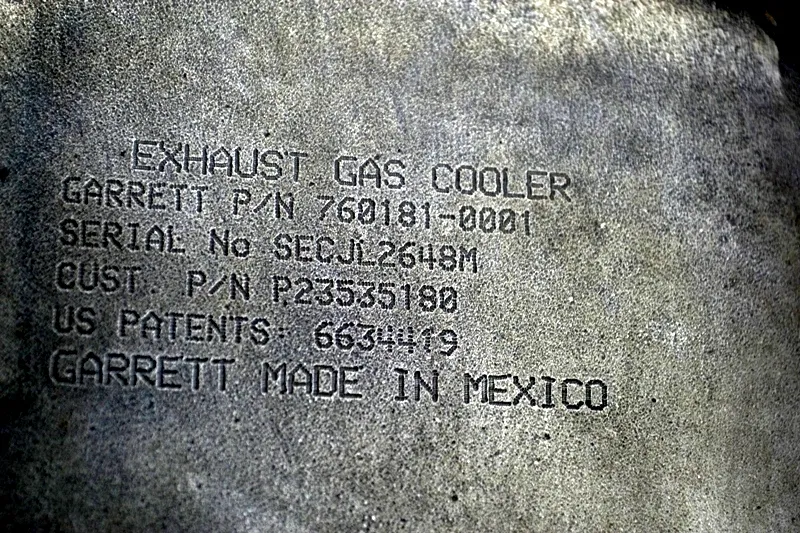 EXHAUST GAS COOLER
GARRETT P/N 760181-0001
SERIAL No SECJL2648M
CUST. P/N P23535180
US PATENTS: 6634419
GARRETT MADE IN MEXICO